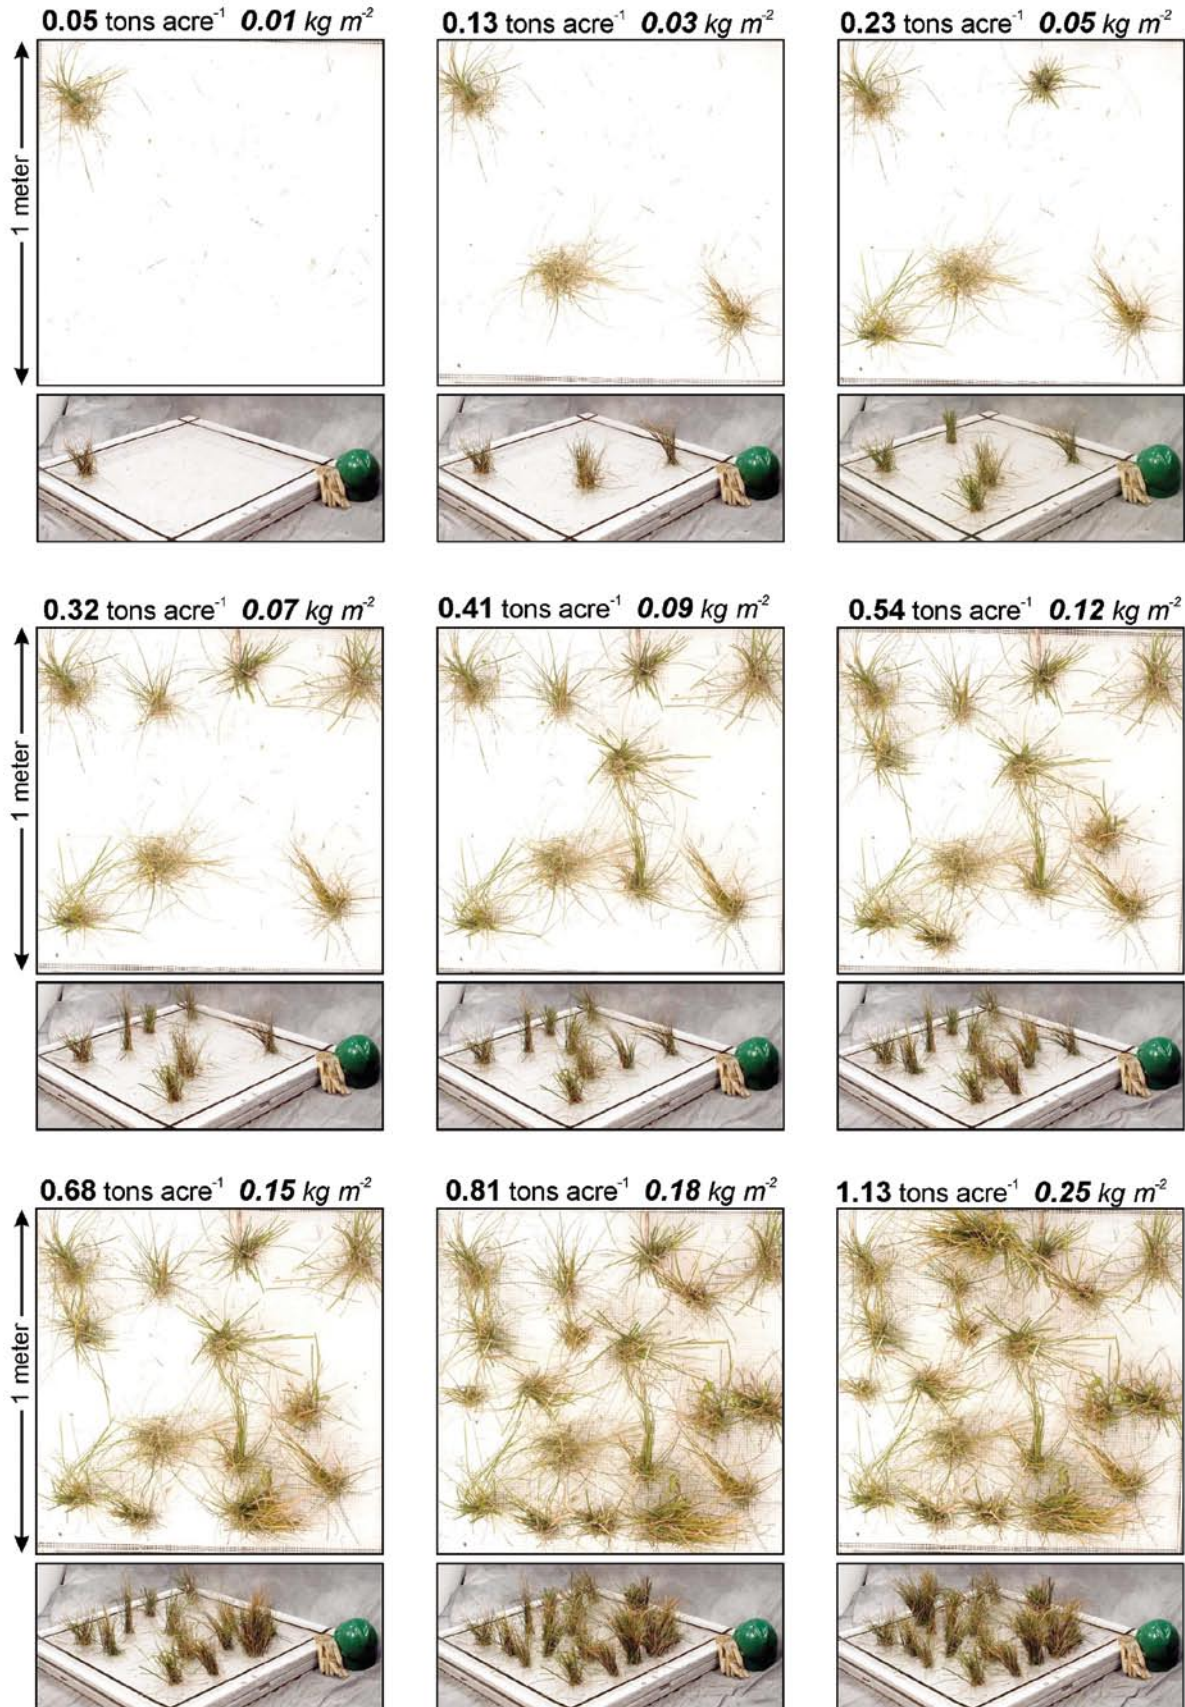 0.05 tons acre⁻¹ 0.01 kg m⁻²
0.13 tons acre⁻¹ 0.03 kg m⁻²
0.23 tons acre⁻¹ 0.05 kg m⁻²
1 meter
0.32 tons acre⁻¹ 0.07 kg m⁻²
0.41 tons acre⁻¹ 0.09 kg m⁻²
0.54 tons acre⁻¹ 0.12 kg m⁻²
1 meter
0.68 tons acre⁻¹ 0.15 kg m⁻²
0.81 tons acre⁻¹ 0.18 kg m⁻²
1.13 tons acre⁻¹ 0.25 kg m⁻²
1 meter